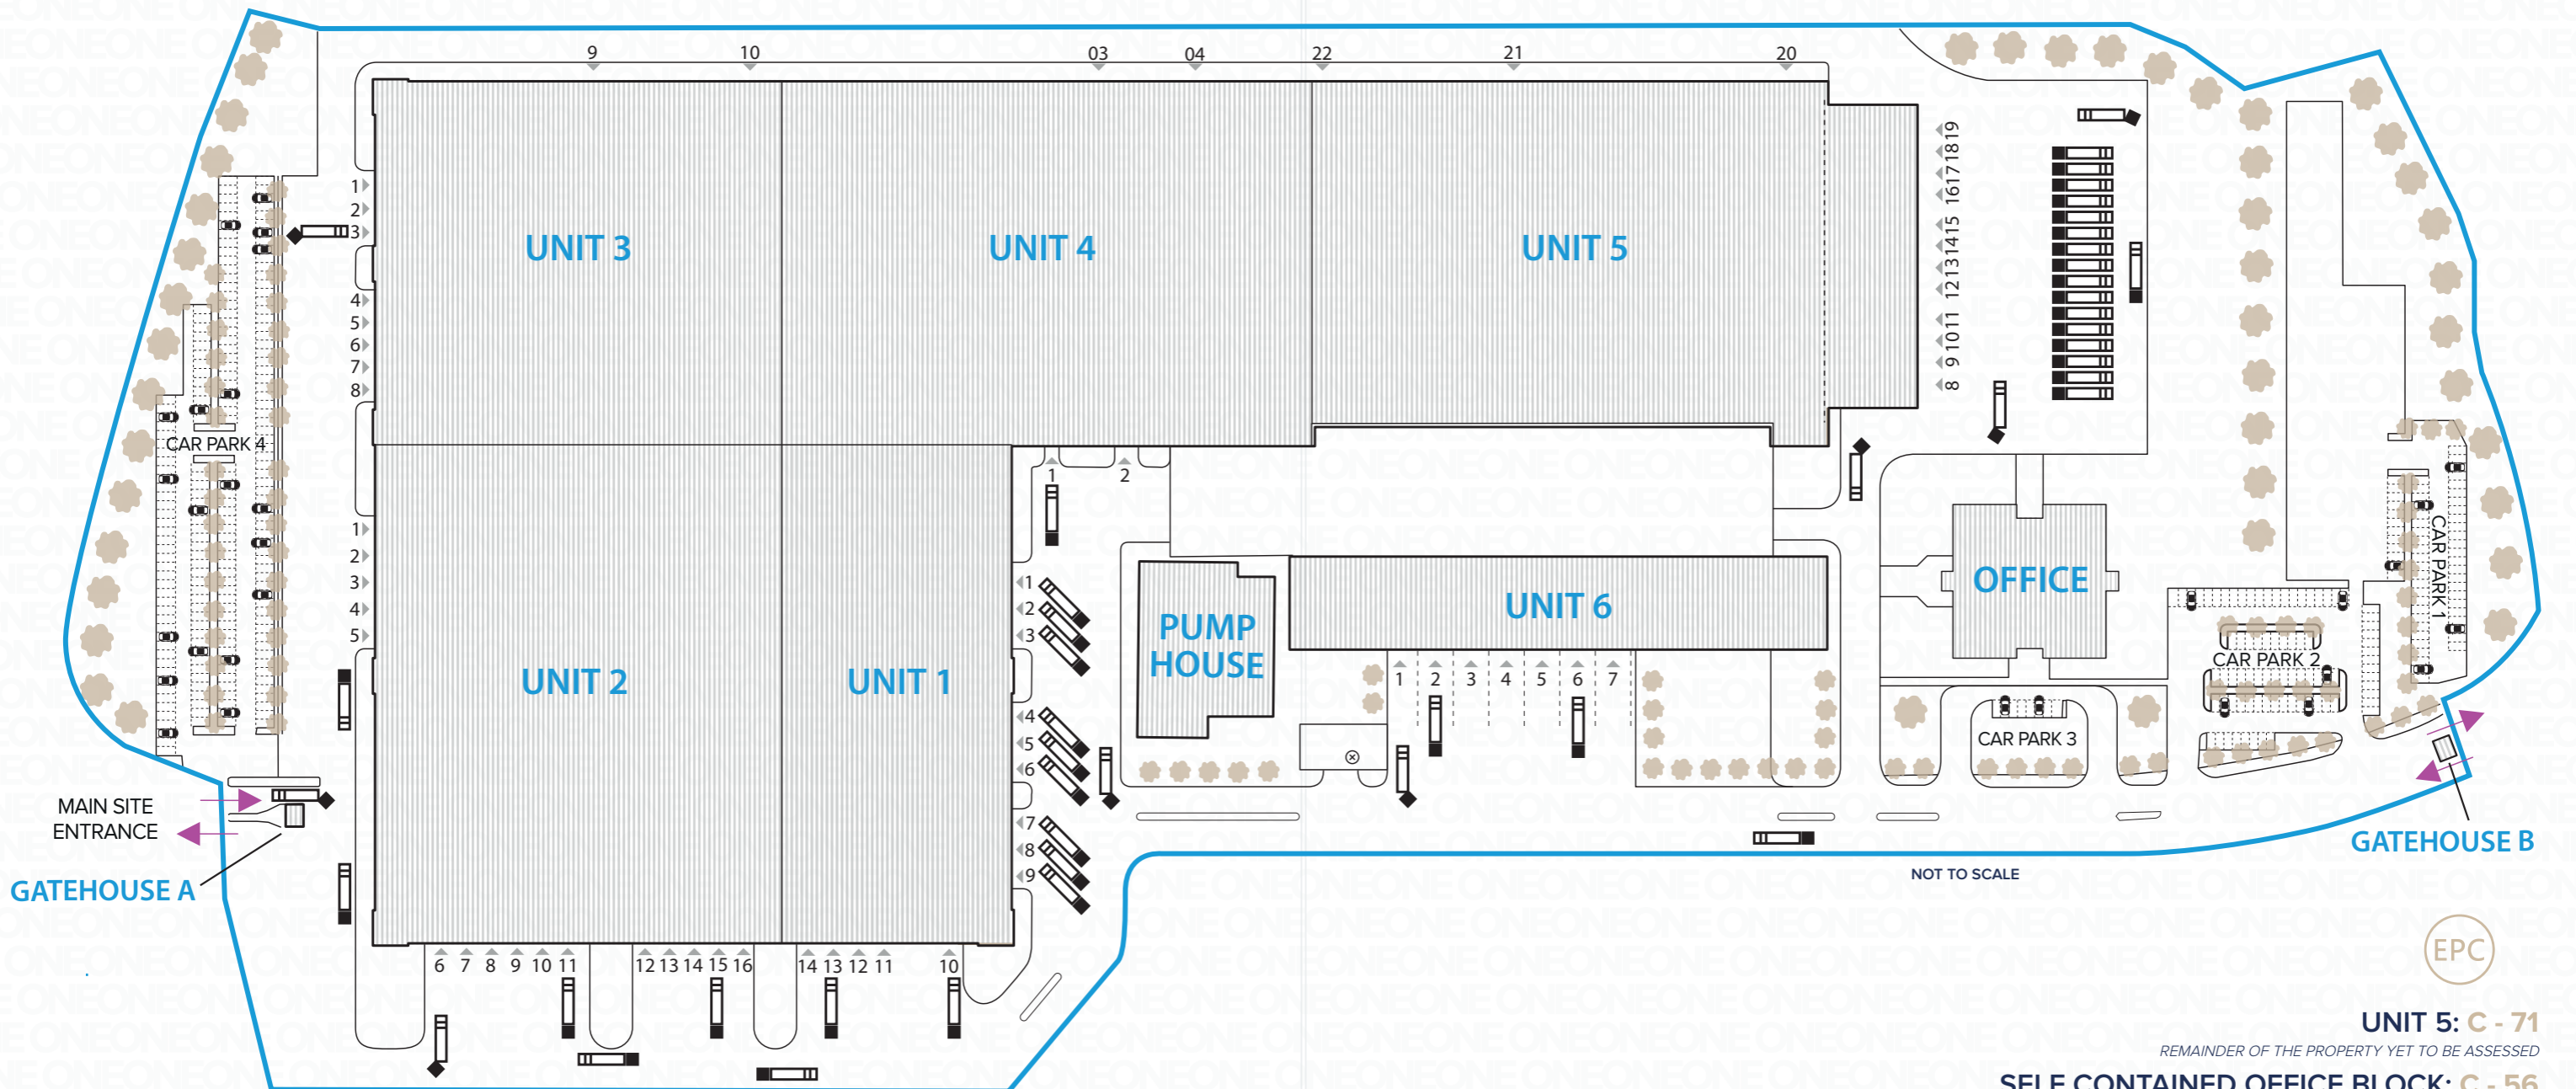 9 10 03 04 22 21 20
1
2
3
4
5
6
7
8
UNIT 3
UNIT 4
UNIT 5
19
18
17
16
15
14
13
12
11
10
9
8
CAR PARK 4
1 2
1
2
3
4
5
UNIT 2
UNIT 1
1
2
3
4
5
6
7
8
9
PUMP
HOUSE
UNIT 6
1 2 3 4 5 6 7
OFFICE
CAR PARK 1
CAR PARK 2
CAR PARK 3
MAIN SITE
ENTRANCE
GATEHOUSE A
GATEHOUSE B
NOT TO SCALE
6 7 8 9 10 11 12 13 14 15 16 14 13 12 11 10
EPC
UNIT 5: C - 71
REMAINDER OF THE PROPERTY YET TO BE ASSESSED
SELF CONTAINED OFFICE BLOCK: C - 56